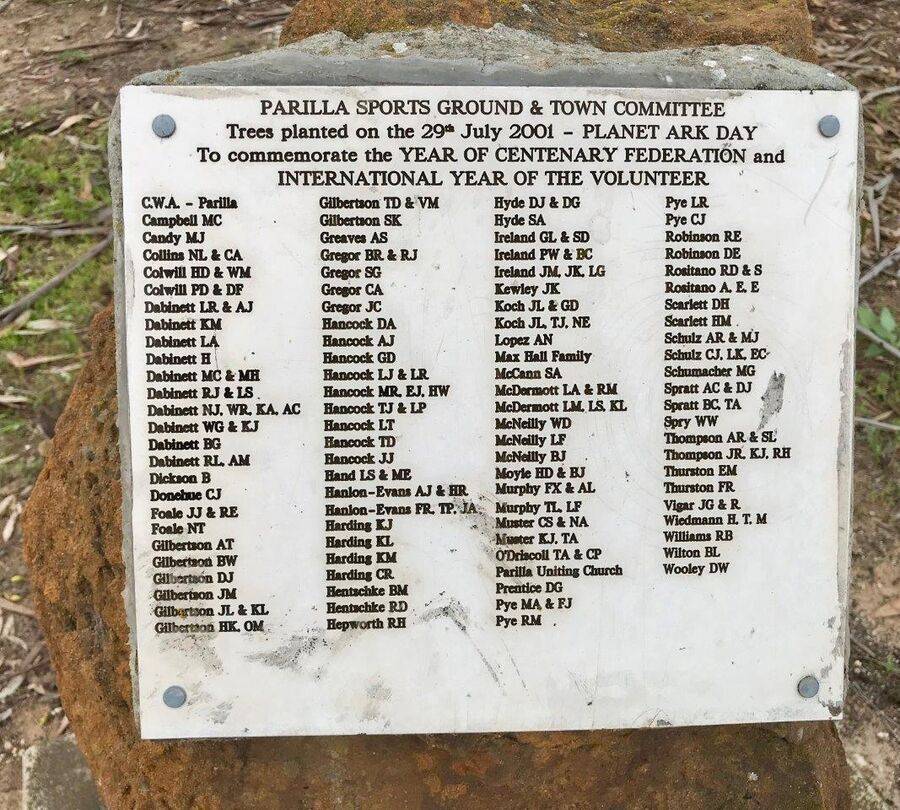 PARILLA SPORTS GROUND & TOWN COMMITTEE
Trees planted on the 29th July 2001 - PLANET ARK DAY
To commemorate the YEAR OF CENTENARY FEDERATION and
INTERNATIONAL YEAR OF THE VOLUNTEER
C.W.A. - Parilla
Campbell MC
Candy MJ
Collins NL & CA
Colwill HD & WM
Colwill PD & DF
Dabinett LR & AJ
Dabinett KM
Dabinett LA
Dabinett H
Dabinett MC & MH
Dabinett RJ & LS
Dabinett NJ, WR, KA, AC
Dabinett WG & KJ
Dabinett BG
Dabinett RL, AM
Dickson B
Donehue CJ
Foale JJ & RE
Foale NT
Gilbertson AT
Gilbertson BW
Gilbertson DJ
Gilbertson JM
Gilbertson JL & KL
Gilbertson HK, OM
Gilbertson TD & VM
Gilbertson SK
Greaves AS
Gregor BR & RJ
Gregor SG
Gregor CA
Gregor JC
Hancock DA
Hancock AJ
Hancock GD
Hancock LJ & LR
Hancock MR, EJ, HW
Hancock TJ & LP
Hancock LT
Hancock TD
Hancock JJ
Hand LS & ME
Hanlon-Evans AJ & HR
Hanlon-Evans FR, TP, JA
Harding KJ
Harding KL
Harding KM
Harding CR
Hentschke BM
Hentschke RD
Hepworth RH
Hyde DJ & DG
Hyde SA
Ireland GL & SD
Ireland PW & BC
Ireland JM, JK, LG
Kewley JK
Koch JL & GD
Koch JL, TJ, NE
Lopez AN
Max Hall Family
McCann SA
McDermott LA & RM
McDermott LM, LS, KL
McNeilly WD
McNeilly LF
McNeilly BJ
Moyle HD & BJ
Murphy FX & AL
Murphy TL, LF
Muster CS & NA
Muster KJ, TA
O'Driscoll TA & CP
Parilla Uniting Church
Prentice DG
Pye MA & FJ
Pye RM
Pye LR
Pye CJ
Robinson RE
Robinson DE
Rositano RD & S
Rositano A, E, E
Scarlett DH
Scarlett HM
Schulz AR & MJ
Schulz CJ, LK, EC
Schumacher MG
Spratt AC & DJ
Spratt BC, TA
Spry WW
Thompson AR & SL
Thompson JR, KJ, RH
Thurston EM
Thurston FR
Vigar JG & R
Wiedmann H, T, M
Williams RB
Wilton BL
Wooley DW